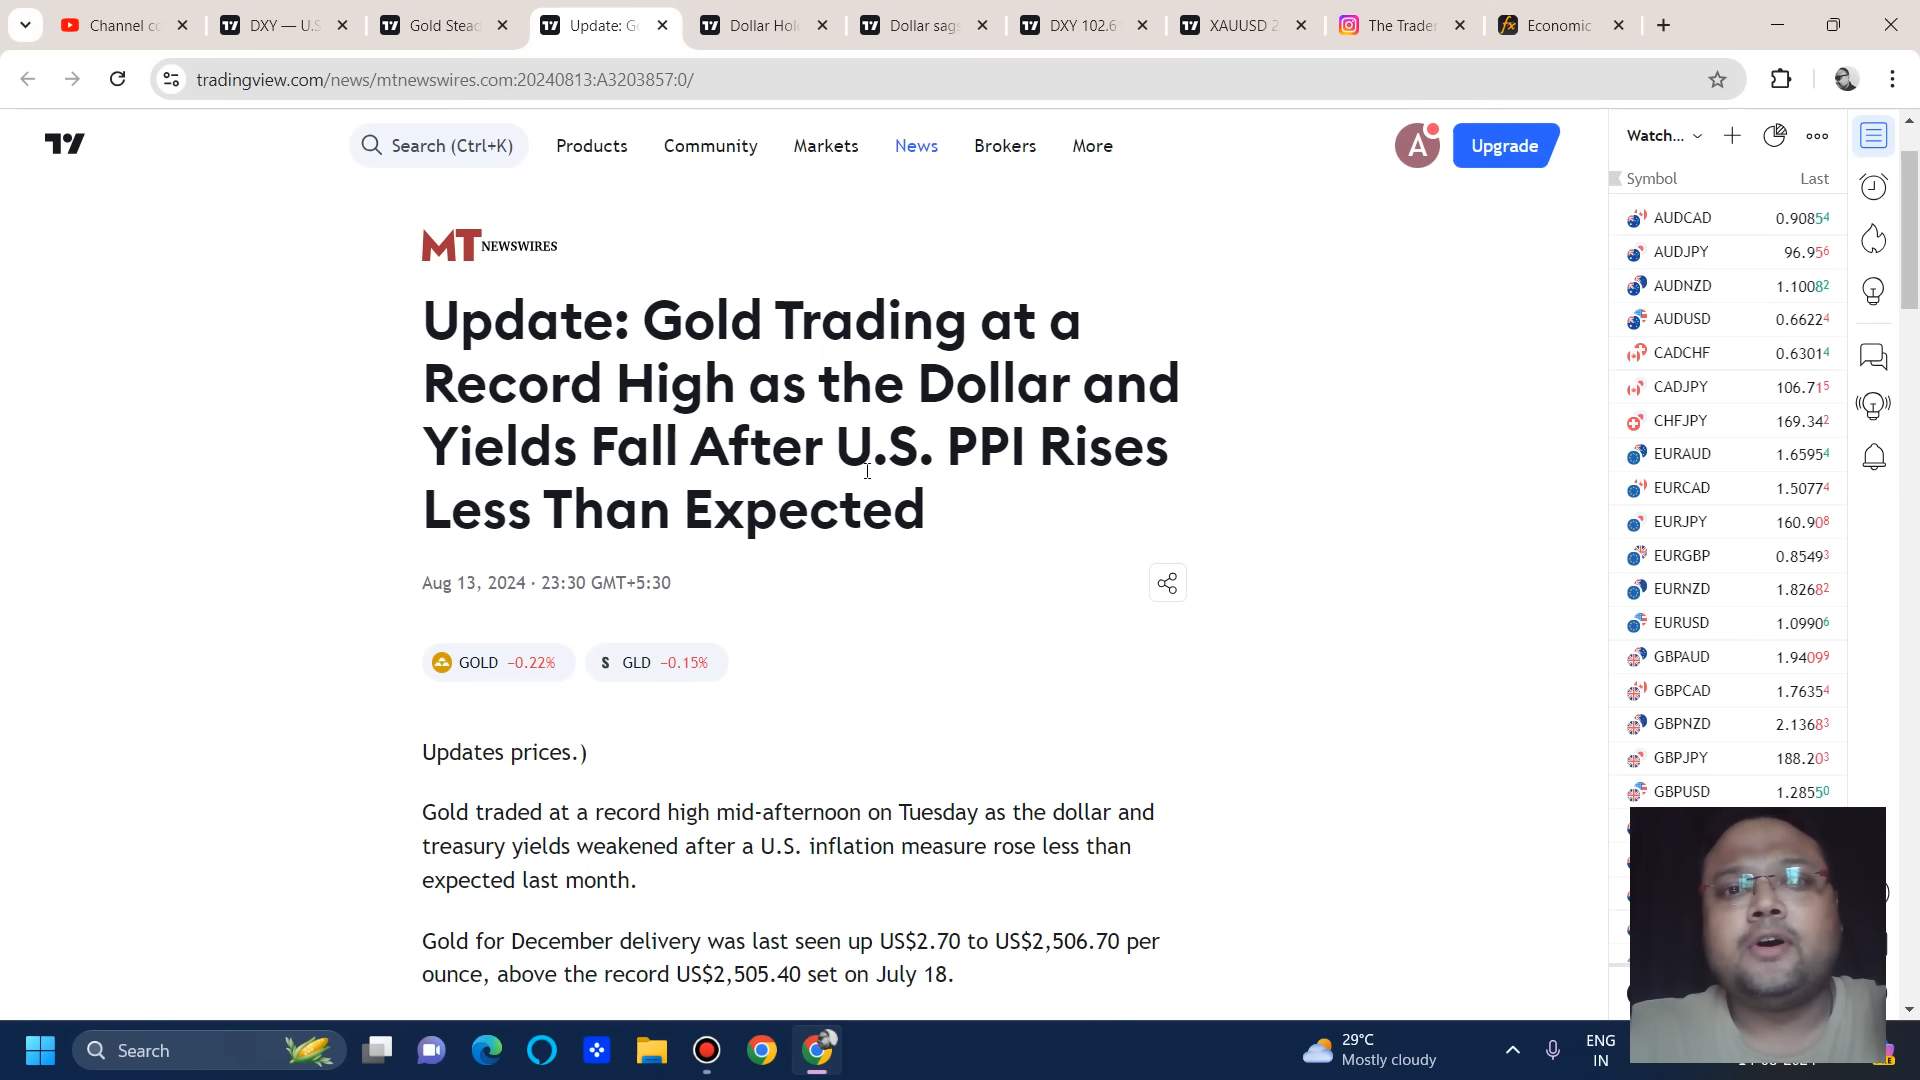 Channel co
DXY — U.S
Gold Stead
Update: Go
Dollar Hol
Dollar sags
DXY 102.6
XAUUSD 2
The Trader
Economic
tradingview.com/news/mtnewswires.com:20240813:A3203857:0/
Search (Ctrl+K)
Products
Community
Markets
News
Brokers
More
A
Upgrade
Watch...
Symbol
Last
AUDCAD 0.90854
AUDJPY 96.956
AUDNZD 1.10082
AUDUSD 0.66224
CADCHF 0.63014
CADJPY 106.715
CHFJPY 169.342
EURAUD 1.65954
EURCAD 1.50774
EURJPY 160.908
EURGBP 0.85493
EURNZD 1.82682
EURUSD 1.09906
GBPAUD 1.94099
GBPCAD 1.76354
GBPNZD 2.13683
GBPJPY 188.203
GBPUSD 1.28550
MT NEWSWIRES
Update: Gold Trading at a
Record High as the Dollar and
Yields Fall After U.S. PPI Rises
Less Than Expected
Aug 13, 2024 · 23:30 GMT+5:30
GOLD −0.22%
S GLD −0.15%
Updates prices.)
Gold traded at a record high mid-afternoon on Tuesday as the dollar and
treasury yields weakened after a U.S. inflation measure rose less than
expected last month.
Gold for December delivery was last seen up US$2.70 to US$2,506.70 per
ounce, above the record US$2,505.40 set on July 18.
Search
29°C
Mostly cloudy
ENG
IN